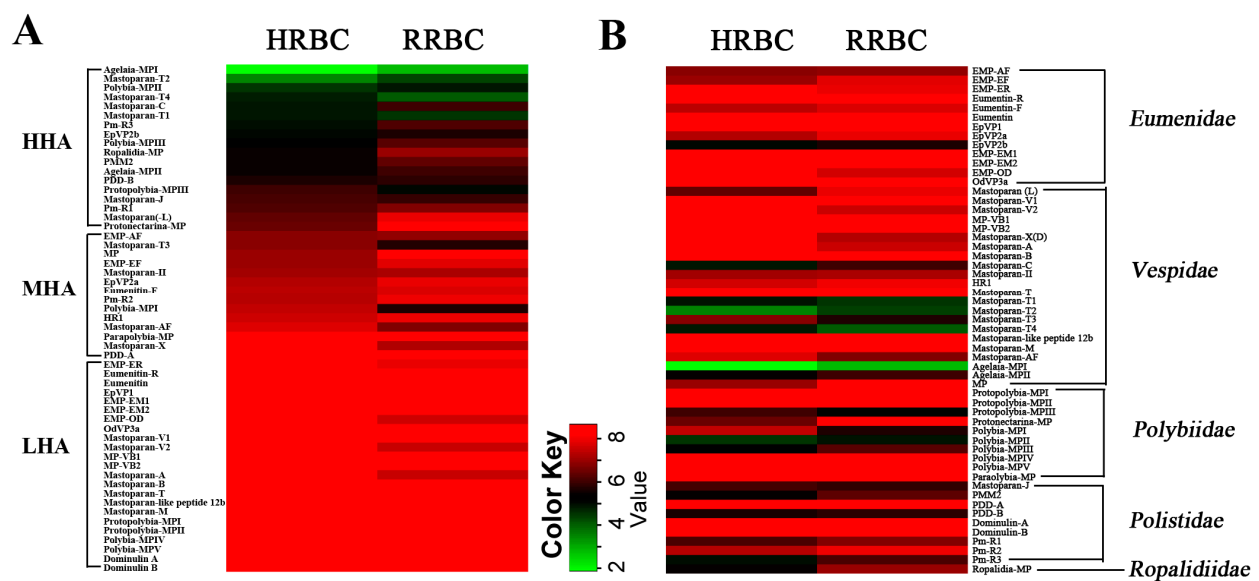 A
HRBC RRBC
HHA
Agelaia-MPI
Mastoparan-T2
Polybia-MPII
Mastoparan-T4
Mastoparan-C
Mastoparan-T1
Pm-R3
EpVP2b
Polybia-MPIII
Ropalidia-MP
PMM2
Agelaia-MPII
PDD-B
Protopolybia-MPIII
Mastoparan-J
Pm-R1
Mastoparan(-L)
Protonectarina-MP
MHA
EMP-AF
Mastoparan-T3
MP
EMP-EF
Mastoparan-II
EpVP2a
Eumenitin-F
Pm-R2
Polybia-MPI
HR1
Mastoparan-AF
Parapolybia-MP
Mastoparan-X
PDD-A
LHA
EMP-ER
Eumenitin-R
Eumenitin
EpVP1
EMP-EM1
EMP-EM2
EMP-OD
OdVP3a
Mastoparan-V1
Mastoparan-V2
MP-VB1
MP-VB2
Mastoparan-A
Mastoparan-B
Mastoparan-T
Mastoparan-like peptide 12b
Mastoparan-M
Protopolybia-MPI
Protopolybia-MPII
Polybia-MPIV
Polybia-MPV
Dominulin A
Dominulin B
Color Key
Value
8
6
4
2
B
HRBC RRBC
EMP-AF
EMP-EF
EMP-ER
Eumentin-R
Eumentin-F
Eumentin
EpVP1
EpVP2a
EpVP2b
EMP-EM1
EMP-EM2
EMP-OD
OdVP3a
Eumenidae
Mastoparan (L)
Mastoparan-V1
Mastoparan-V2
MP-VB1
MP-VB2
Mastoparan-X(D)
Mastoparan-A
Mastoparan-B
Mastoparan-C
Mastoparan-II
HR1
Mastoparan-T
Mastoparan-T1
Mastoparan-T2
Mastoparan-T3
Mastoparan-T4
Mastoparan-like peptide 12b
Mastoparan-M
Mastoparan-AF
Agelaia-MPI
Agelaia-MPII
MP
Vespidae
Protopolybia-MPI
Protopolybia-MPII
Protopolybia-MPIII
Protonectarina-MP
Polybia-MPI
Polybia-MPII
Polybia-MPIII
Polybia-MPIV
Polybia-MPV
Paraolybia-MP
Polybiidae
Mastoparan-J
PMM2
PDD-A
PDD-B
Dominulin-A
Dominulin-B
Pm-R1
Pm-R2
Pm-R3
Polistidae
Ropalidia-MP
Ropalidiidae